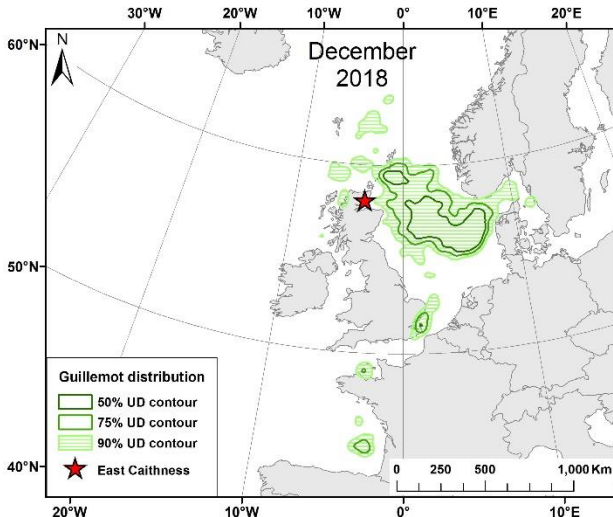 30°W 20°W 10°W 0° 10°E 20°E
60°N
N
December
2018
50°N
Guillemot distribution
50% UD contour
75% UD contour
90% UD contour
East Caithness
40°N
0 250 500 1,000 Km
20°W 10°W 0° 10°E